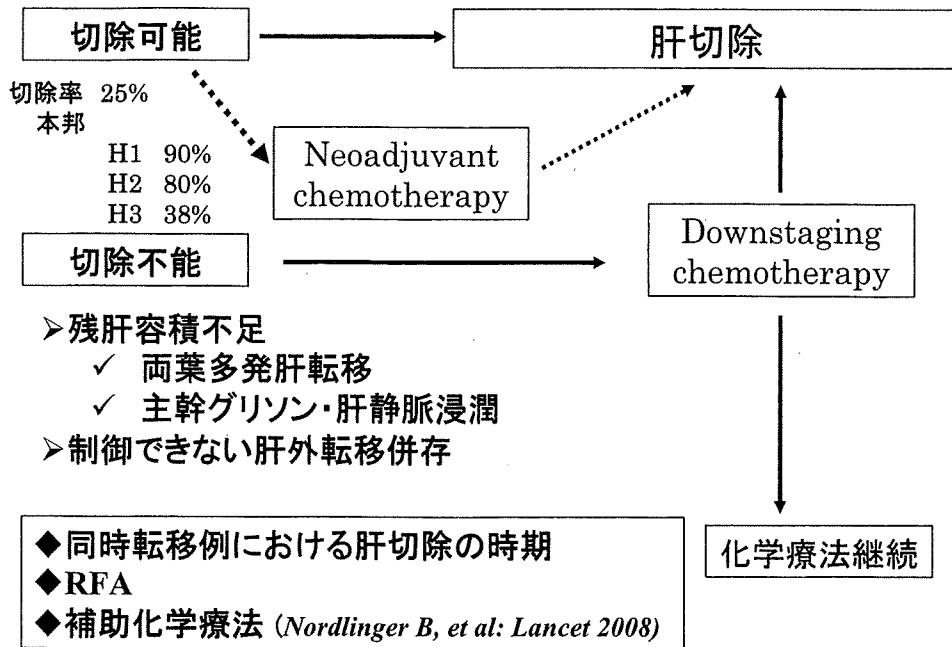 切除可能
肝切除
切除率 25%
本邦
H1 90%
H2 80%
H3 38%
Neoadjuvant
chemotherapy
切除不能
Downstaging
chemotherapy
➢残肝容積不足
✓ 両葉多発肝転移
✓ 主幹グリソン・肝静脈浸潤
➢制御できない肝外転移併存
◆同時転移例における肝切除の時期
◆RFA
◆補助化学療法 (Nordlinger B, et al: Lancet 2008)
化学療法継続